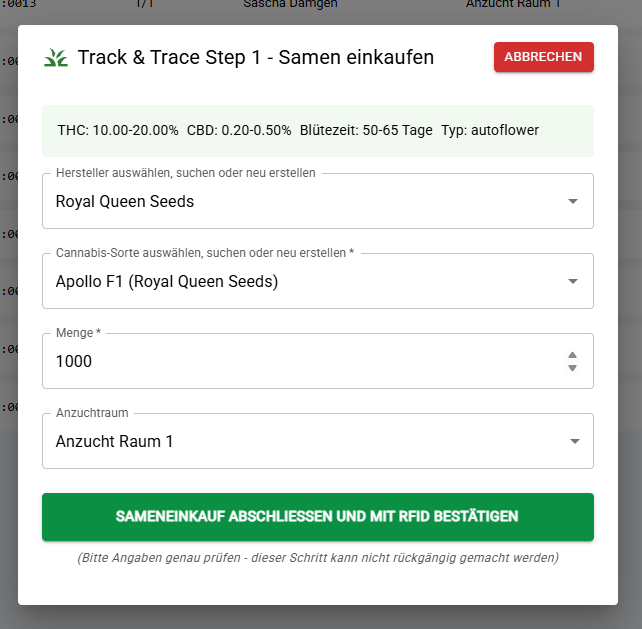 :0013 1/1 Sascha Damgen Anzucht Raum 1
Track & Trace Step 1 - Samen einkaufen
ABBRECHEN
:00
:00
THC: 10.00-20.00% CBD: 0.20-0.50% Blütezeit: 50-65 Tage Typ: autoflower
:00
Hersteller auswählen, suchen oder neu erstellen
Royal Queen Seeds
:00
Cannabis-Sorte auswählen, suchen oder neu erstellen *
Apollo F1 (Royal Queen Seeds)
:00
Menge *
:00
1000
:00
Anzuchtraum
Anzucht Raum 1
SAMENEINKAUF ABSCHLIESSEN UND MIT RFID BESTÄTIGEN
(Bitte Angaben genau prüfen - dieser Schritt kann nicht rückgängig gemacht werden)